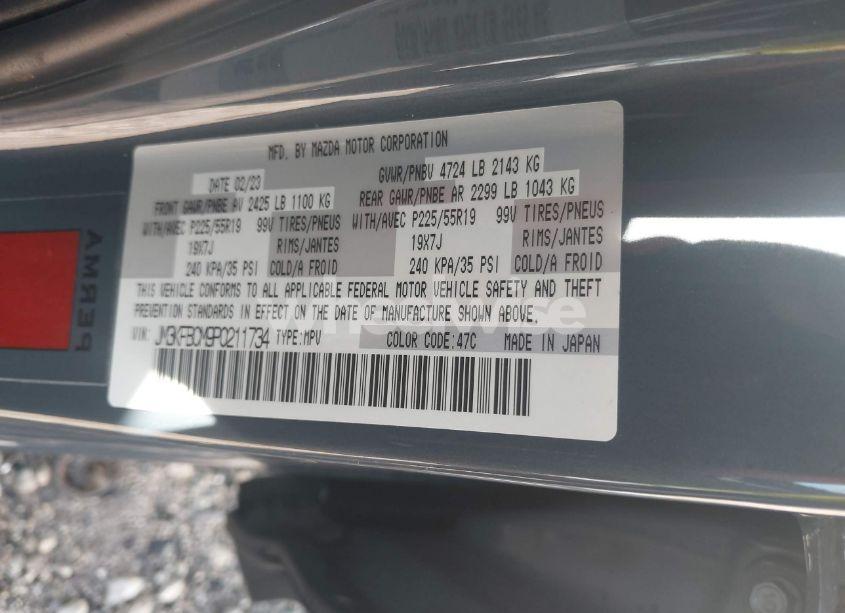 MFD. BY MAZDA MOTOR CORPORATION
DATE 02/23 GVWR/PNBV 4724 LB 2143 KG
FRONT GAWR/PNBE AV 2425 LB 1100 KG REAR GAWR/PNBE AR 2299 LB 1043 KG
WITH/AVEC P225/55R19 99V TIRES/PNEUS WITH/AVEC P225/55R19 99V TIRES/PNEUS
19X7J RIMS/JANTES 19X7J RIMS/JANTES
240 KPA/35 PSI COLD/A FROID 240 KPA/35 PSI COLD/A FROID
THIS VEHICLE CONFORMS TO ALL APPLICABLE FEDERAL MOTOR VEHICLE SAFETY AND THEFT
PREVENTION STANDARDS IN EFFECT ON THE DATE OF MANUFACTURE SHOWN ABOVE.
VIN: JM3KFBCM9P0211734 TYPE:MPV COLOR CODE:47C MADE IN JAPAN
PERMA